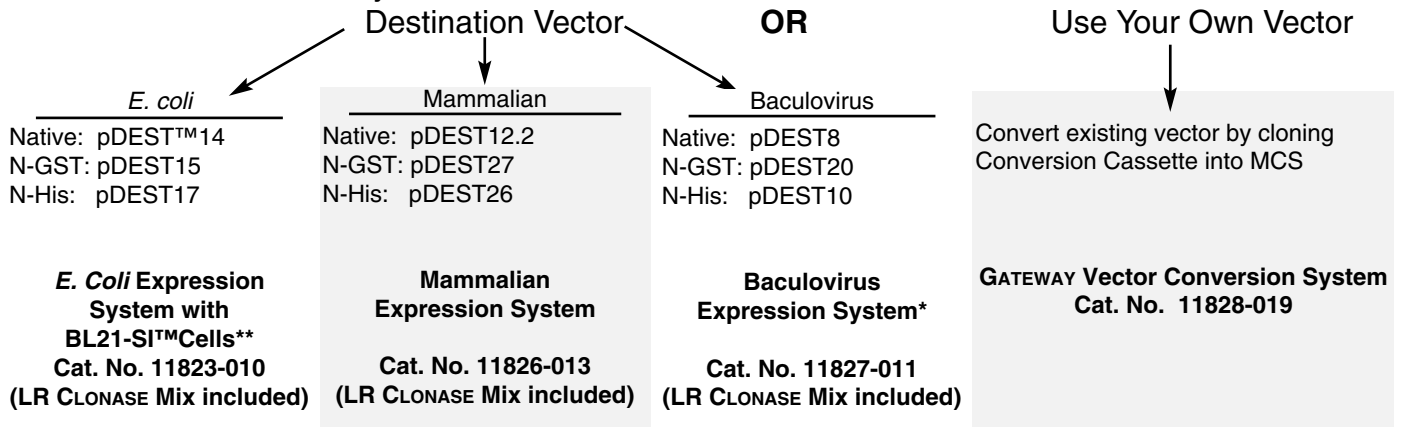 Destination Vector OR Use Your Own Vector
E. coli
Native: pDEST™14
N-GST: pDEST15
N-His: pDEST17
E. Coli Expression
System with
BL21-SI™Cells**
Cat. No. 11823-010
(LR CLONASE Mix included)
Mammalian
Native: pDEST12.2
N-GST: pDEST27
N-His: pDEST26
Mammalian
Expression System
Cat. No. 11826-013
(LR CLONASE Mix included)
Baculovirus
Native: pDEST8
N-GST: pDEST20
N-His: pDEST10
Baculovirus
Expression System*
Cat. No. 11827-011
(LR CLONASE Mix included)
Convert existing vector by cloning
Conversion Cassette into MCS
GATEWAY Vector Conversion System
Cat. No. 11828-019